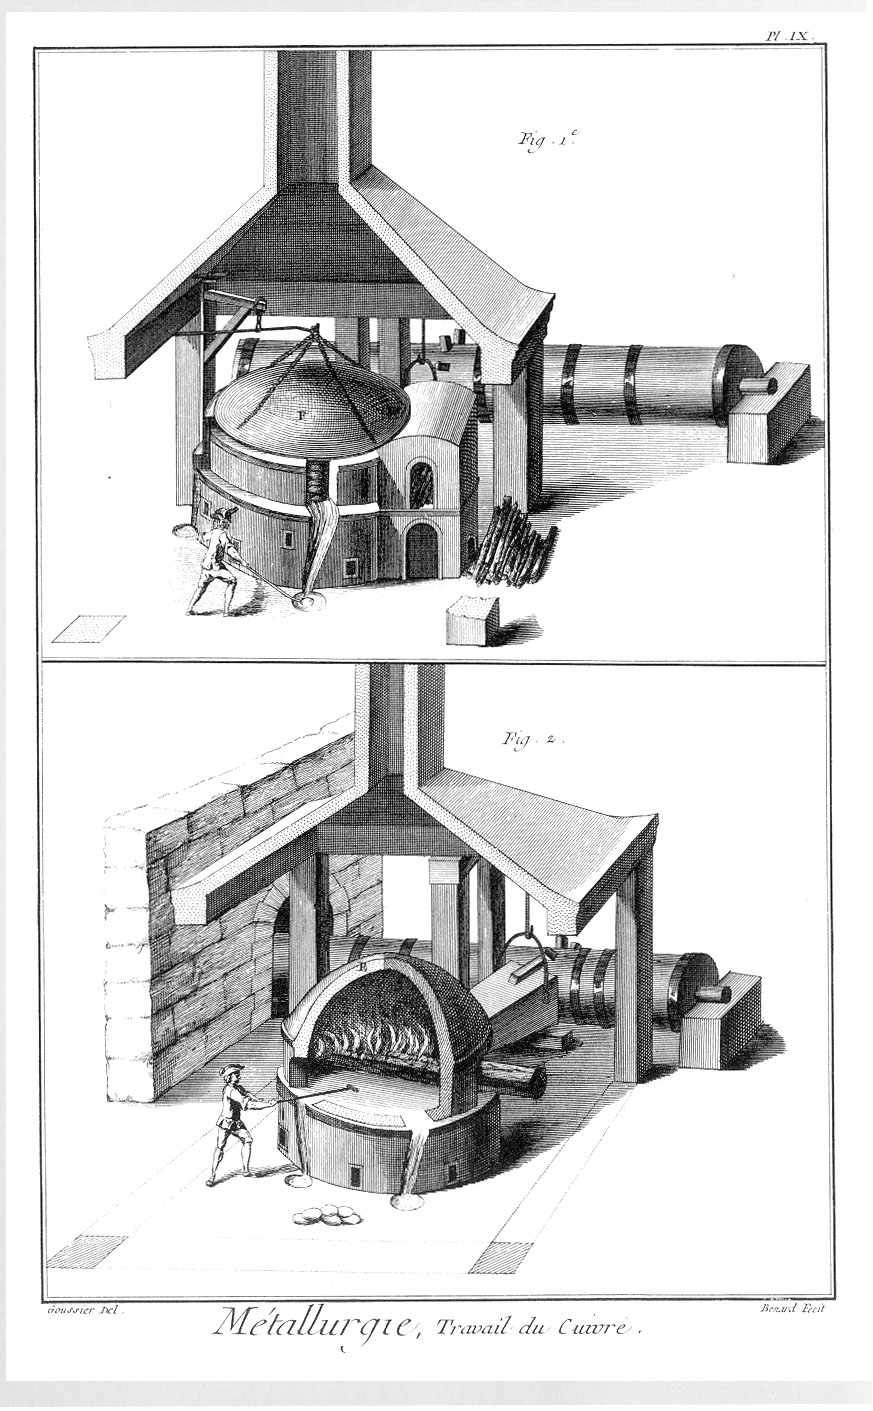 Pl. IX.
Fig. 1.e
F
Fig. 2.
B
Goussier Del.
Benard Fecit
Métallurgie, Travail du Cuivre.